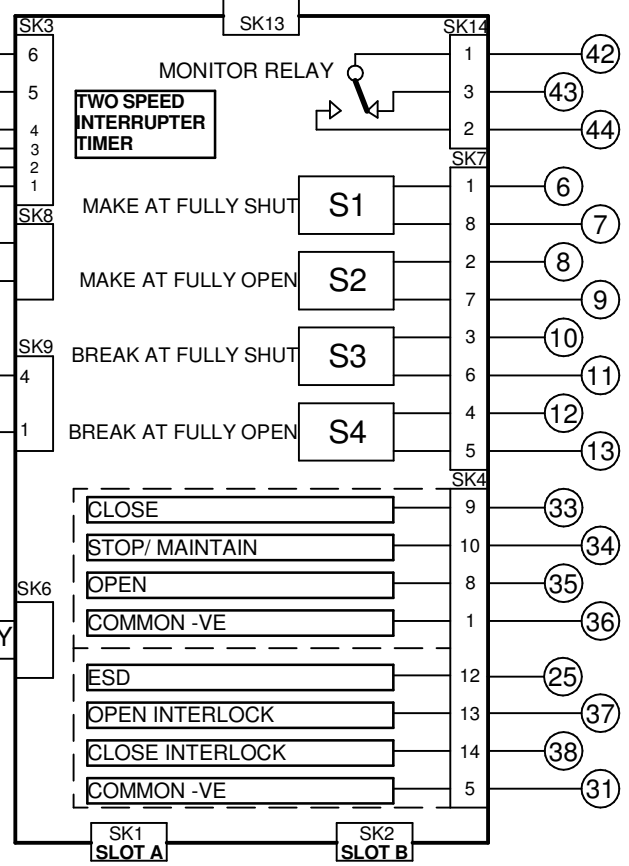 SK3
SK13
SK14
6
5
4
3
2
1
MONITOR RELAY
TWO SPEED
INTERRUPTER
TIMER
1
42
3
43
2
44
SK7
MAKE AT FULLY SHUT
S1
1
6
8
7
SK8
MAKE AT FULLY OPEN
S2
2
8
7
9
SK9
4
1
BREAK AT FULLY SHUT
S3
3
10
6
11
BREAK AT FULLY OPEN
S4
4
12
5
13
SK4
CLOSE
9
33
STOP/ MAINTAIN
10
34
OPEN
8
35
SK6
COMMON -VE
1
36
Y
ESD
12
25
OPEN INTERLOCK
13
37
CLOSE INTERLOCK
14
38
COMMON -VE
5
31
SK1
SLOT A
SK2
SLOT B